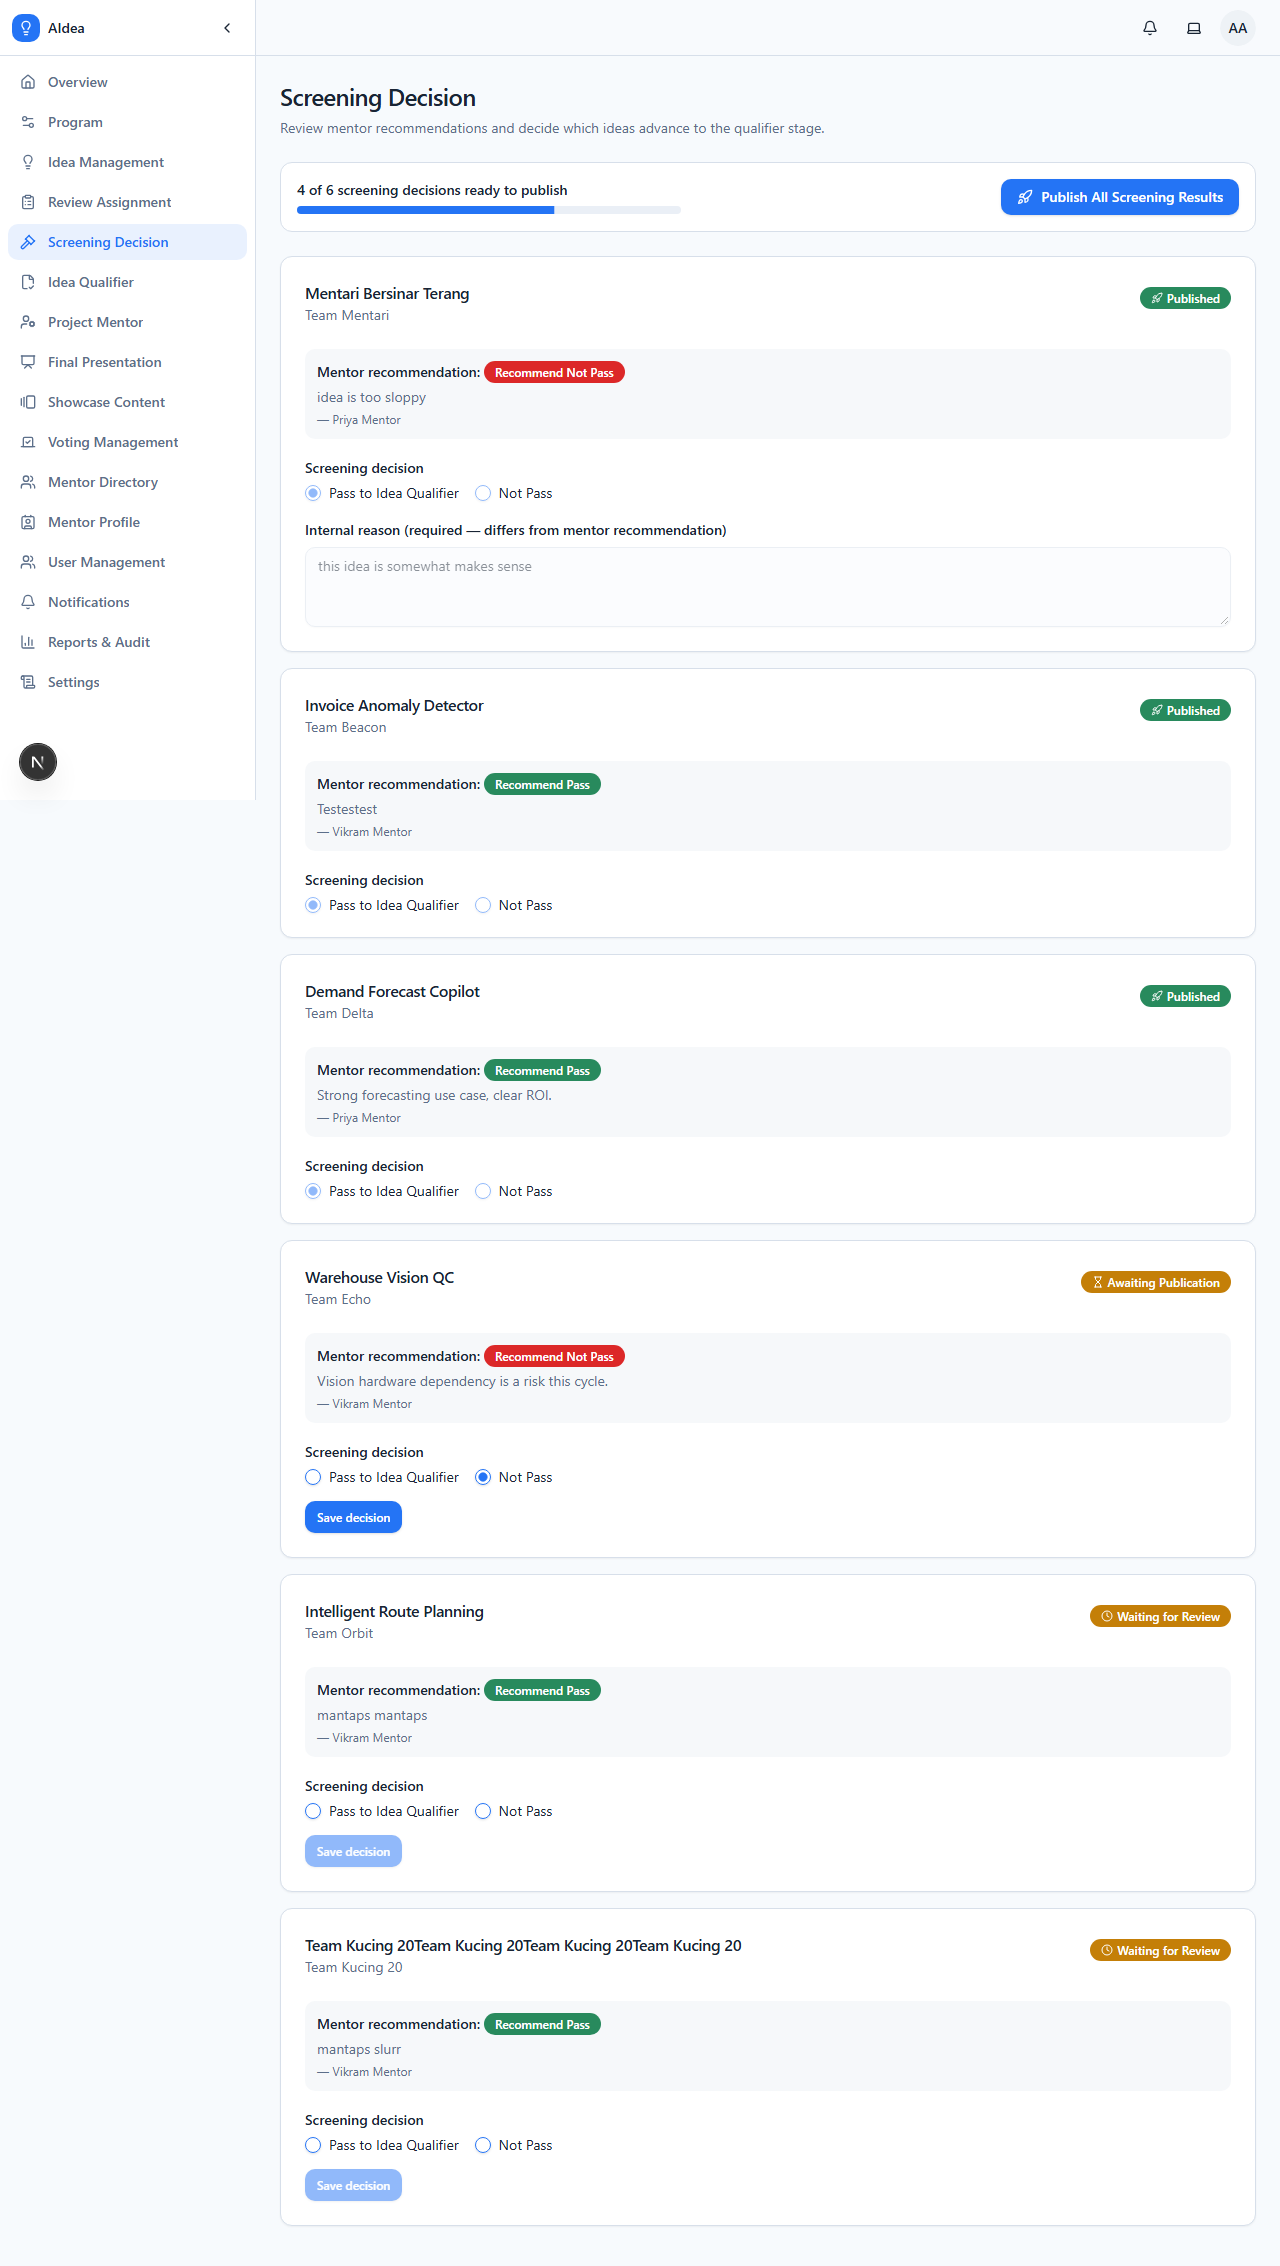 AIdea
AA
Overview
Program
Idea Management
Review Assignment
Screening Decision
Idea Qualifier
Project Mentor
Final Presentation
Showcase Content
Voting Management
Mentor Directory
Mentor Profile
User Management
Notifications
Reports & Audit
Settings
N
Screening Decision
Review mentor recommendations and decide which ideas advance to the qualifier stage.
4 of 6 screening decisions ready to publish
Publish All Screening Results
Mentari Bersinar Terang
Published
Team Mentari
Mentor recommendation: Recommend Not Pass
idea is too sloppy
— Priya Mentor
Screening decision
Pass to Idea Qualifier Not Pass
Internal reason (required — differs from mentor recommendation)
this idea is somewhat makes sense
Invoice Anomaly Detector
Published
Team Beacon
Mentor recommendation: Recommend Pass
Testestest
— Vikram Mentor
Screening decision
Pass to Idea Qualifier Not Pass
Demand Forecast Copilot
Published
Team Delta
Mentor recommendation: Recommend Pass
Strong forecasting use case, clear ROI.
— Priya Mentor
Screening decision
Pass to Idea Qualifier Not Pass
Warehouse Vision QC
Awaiting Publication
Team Echo
Mentor recommendation: Recommend Not Pass
Vision hardware dependency is a risk this cycle.
— Vikram Mentor
Screening decision
Pass to Idea Qualifier Not Pass
Save decision
Intelligent Route Planning
Waiting for Review
Team Orbit
Mentor recommendation: Recommend Pass
mantaps mantaps
— Vikram Mentor
Screening decision
Pass to Idea Qualifier Not Pass
Save decision
Team Kucing 20Team Kucing 20Team Kucing 20Team Kucing 20
Waiting for Review
Team Kucing 20
Mentor recommendation: Recommend Pass
mantaps slurr
— Vikram Mentor
Screening decision
Pass to Idea Qualifier Not Pass
Save decision